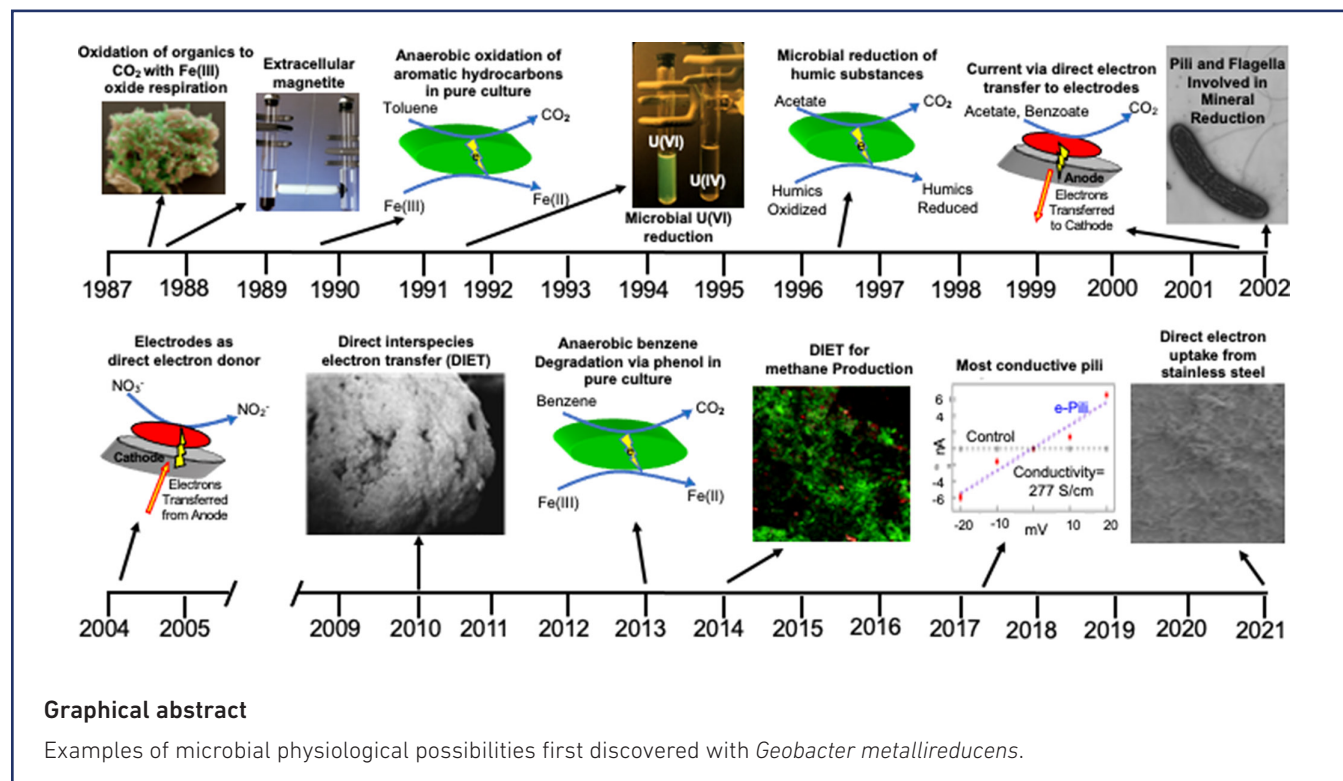 Oxidation of organics to
CO₂ with Fe(III)
oxide respiration
Extracellular
magnetite
Anaerobic oxidation of
aromatic hydrocarbons
in pure culture
Toluene
CO₂
e⁻
Fe(III)
Fe(II)
U(VI)
U(IV)
Microbial U(VI)
reduction
Microbial reduction of
humic substances
Acetate
CO₂
e⁻
Humics
Oxidized
Humics
Reduced
Current via direct electron
transfer to electrodes
Acetate, Benzoate
CO₂
Anode
Electrons
Transferred
to Cathode
Pili and Flagella
Involved in
Mineral
Reduction
1987 1988 1989 1990 1991 1992 1993 1994 1995 1996 1997 1998 1999 2000 2001 2002
Electrodes as
direct electron donor
NO₃⁻
NO₂⁻
Cathode
Electrons
Transferred
from Anode
Direct interspecies
electron transfer (DIET)
Anaerobic benzene
Degradation via phenol in
pure culture
Benzene
CO₂
e⁻
Fe(III)
Fe(II)
DIET for
methane Production
Most conductive pili
6
4
nA
-4
-6
e-Pili
Control
Conductivity=
277 S/cm
-20 -10 mV 10 20
Direct electron
uptake from
stainless steel
2004 2005 2009 2010 2011 2012 2013 2014 2015 2016 2017 2018 2019 2020 2021
Graphical abstract
Examples of microbial physiological possibilities first discovered with Geobacter metallireducens.